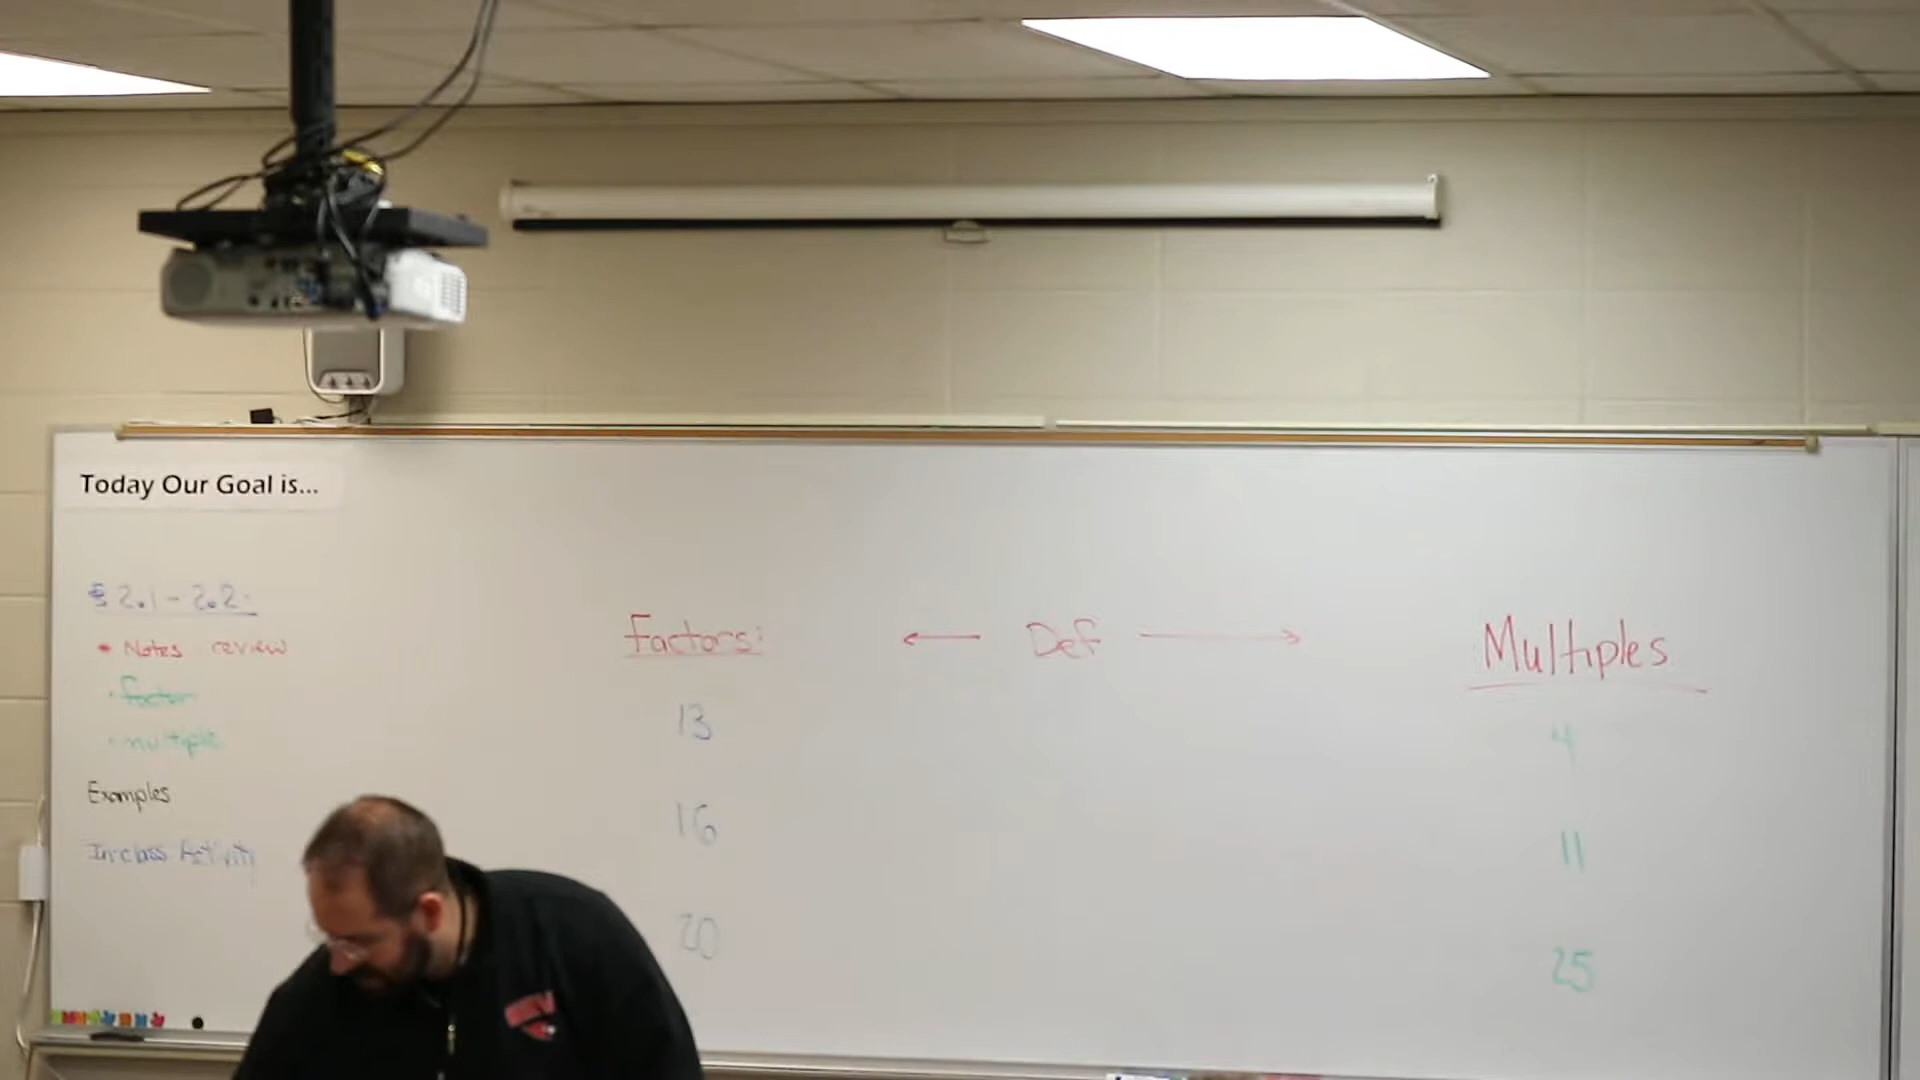 Today Our Goal is...
§ 2.1 - 2.2:
• Notes review
· factor
· multiple
Examples
In class Activity
Factors:
13
16
20
← Def →
Multiples
4
11
25